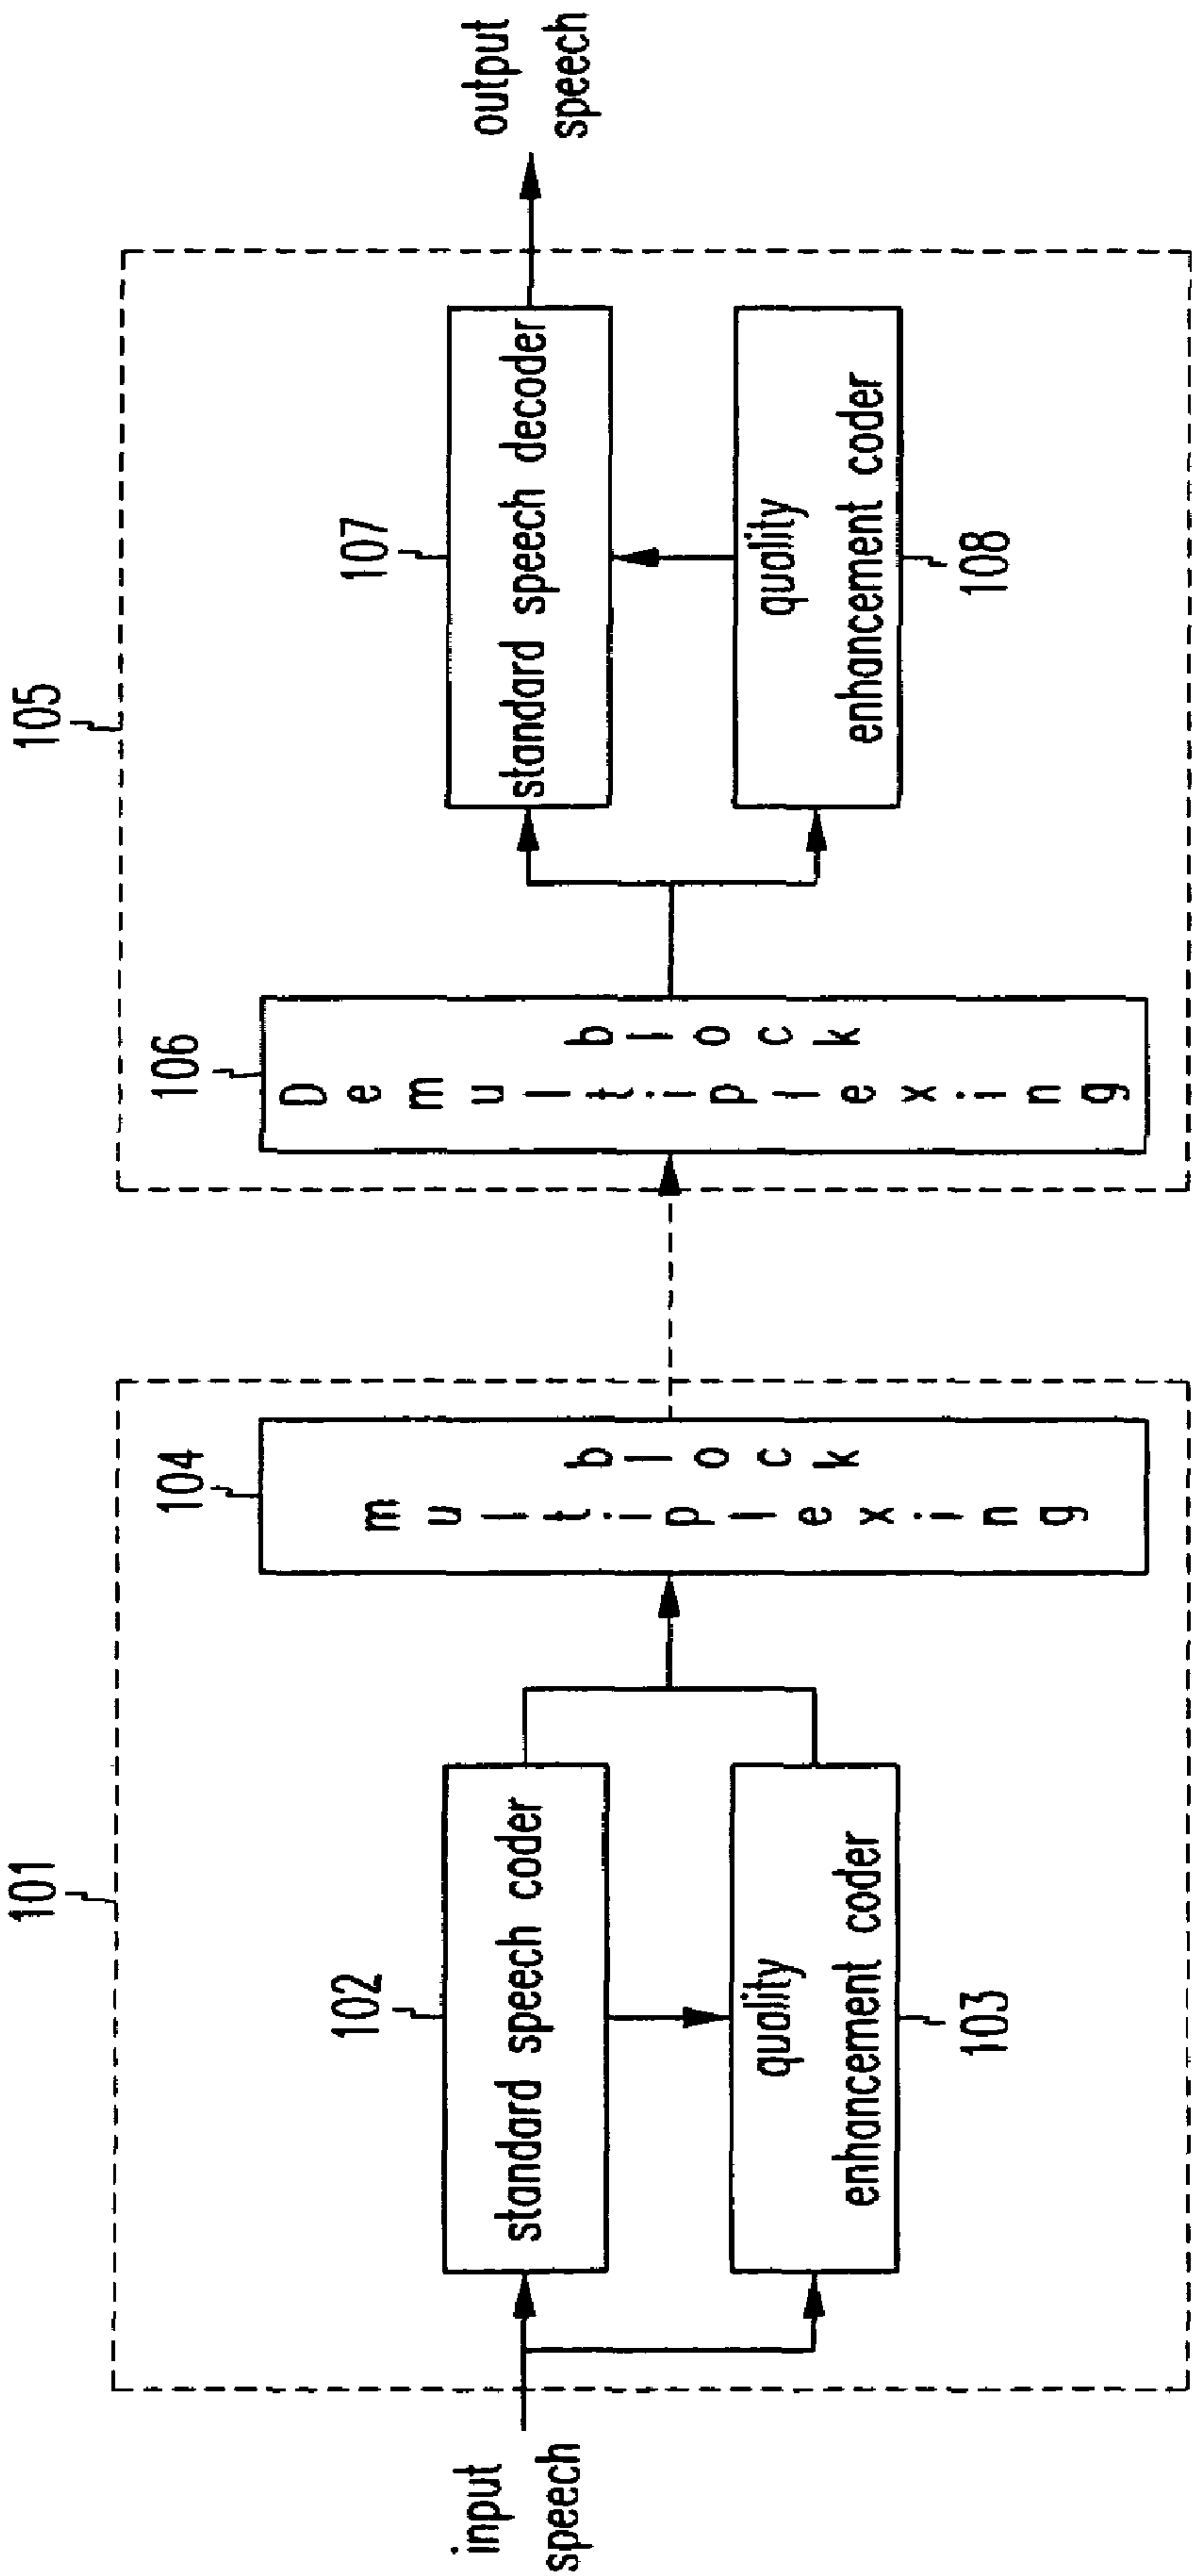 101
input
speech
102
standard speech coder
quality
enhancement coder
103
104
multiplexing
block
105
106
Demultiplexing
block
107
standard speech decoder
quality
enhancement coder
108
output
speech